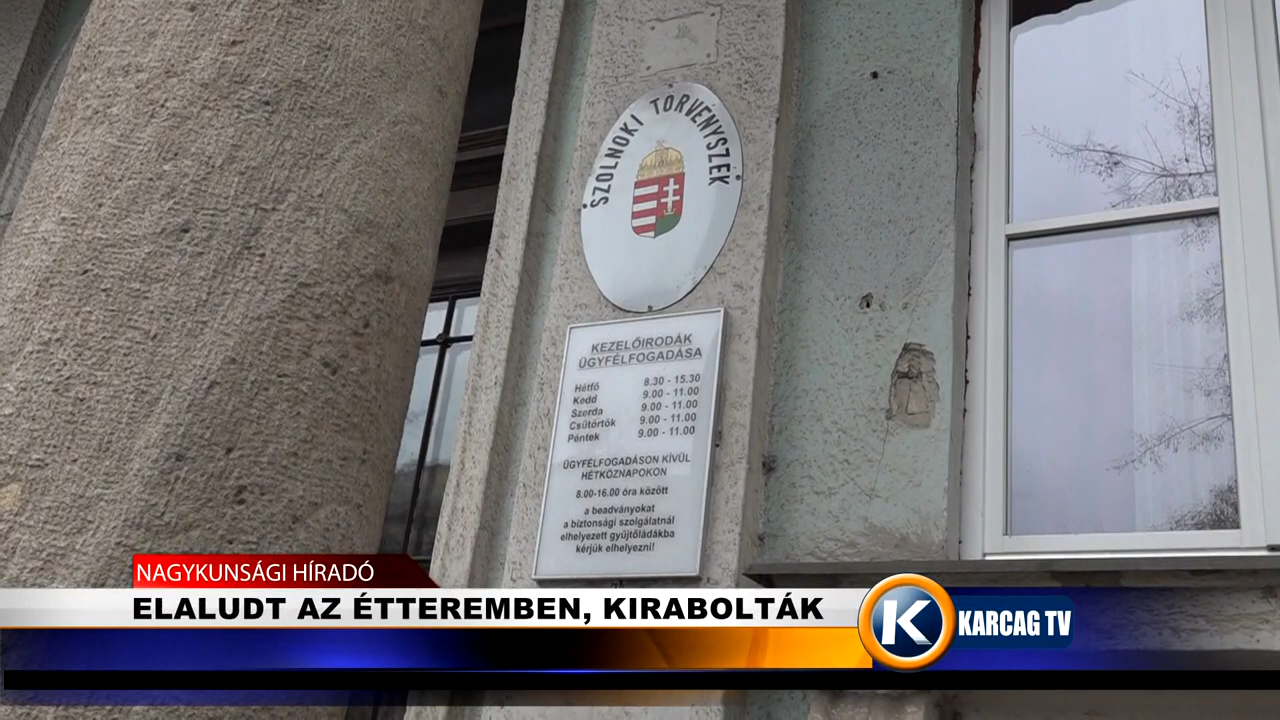 SZOLNOKI TÖRVÉNYSZÉK
KEZELŐIRODÁK
ÜGYFÉLFOGADÁSA
Hétfő 8.30 - 15.30
Kedd 9.00 - 11.00
Szerda 9.00 - 11.00
Csütörtök 9.00 - 11.00
Péntek 9.00 - 11.00
ÜGYFÉLFOGADÁSON KÍVÜL
HÉTKÖZNAPOKON
8.00-16.00 óra között
a beadványokat
a biztonsági szolgálatnál
elhelyezett gyűjtőládákba
kérjük elhelyezni!
NAGYKUNSÁGI HÍRADÓ
ELALUDT AZ ÉTTEREMBEN, KIRABOLTÁK
K KARCAG TV